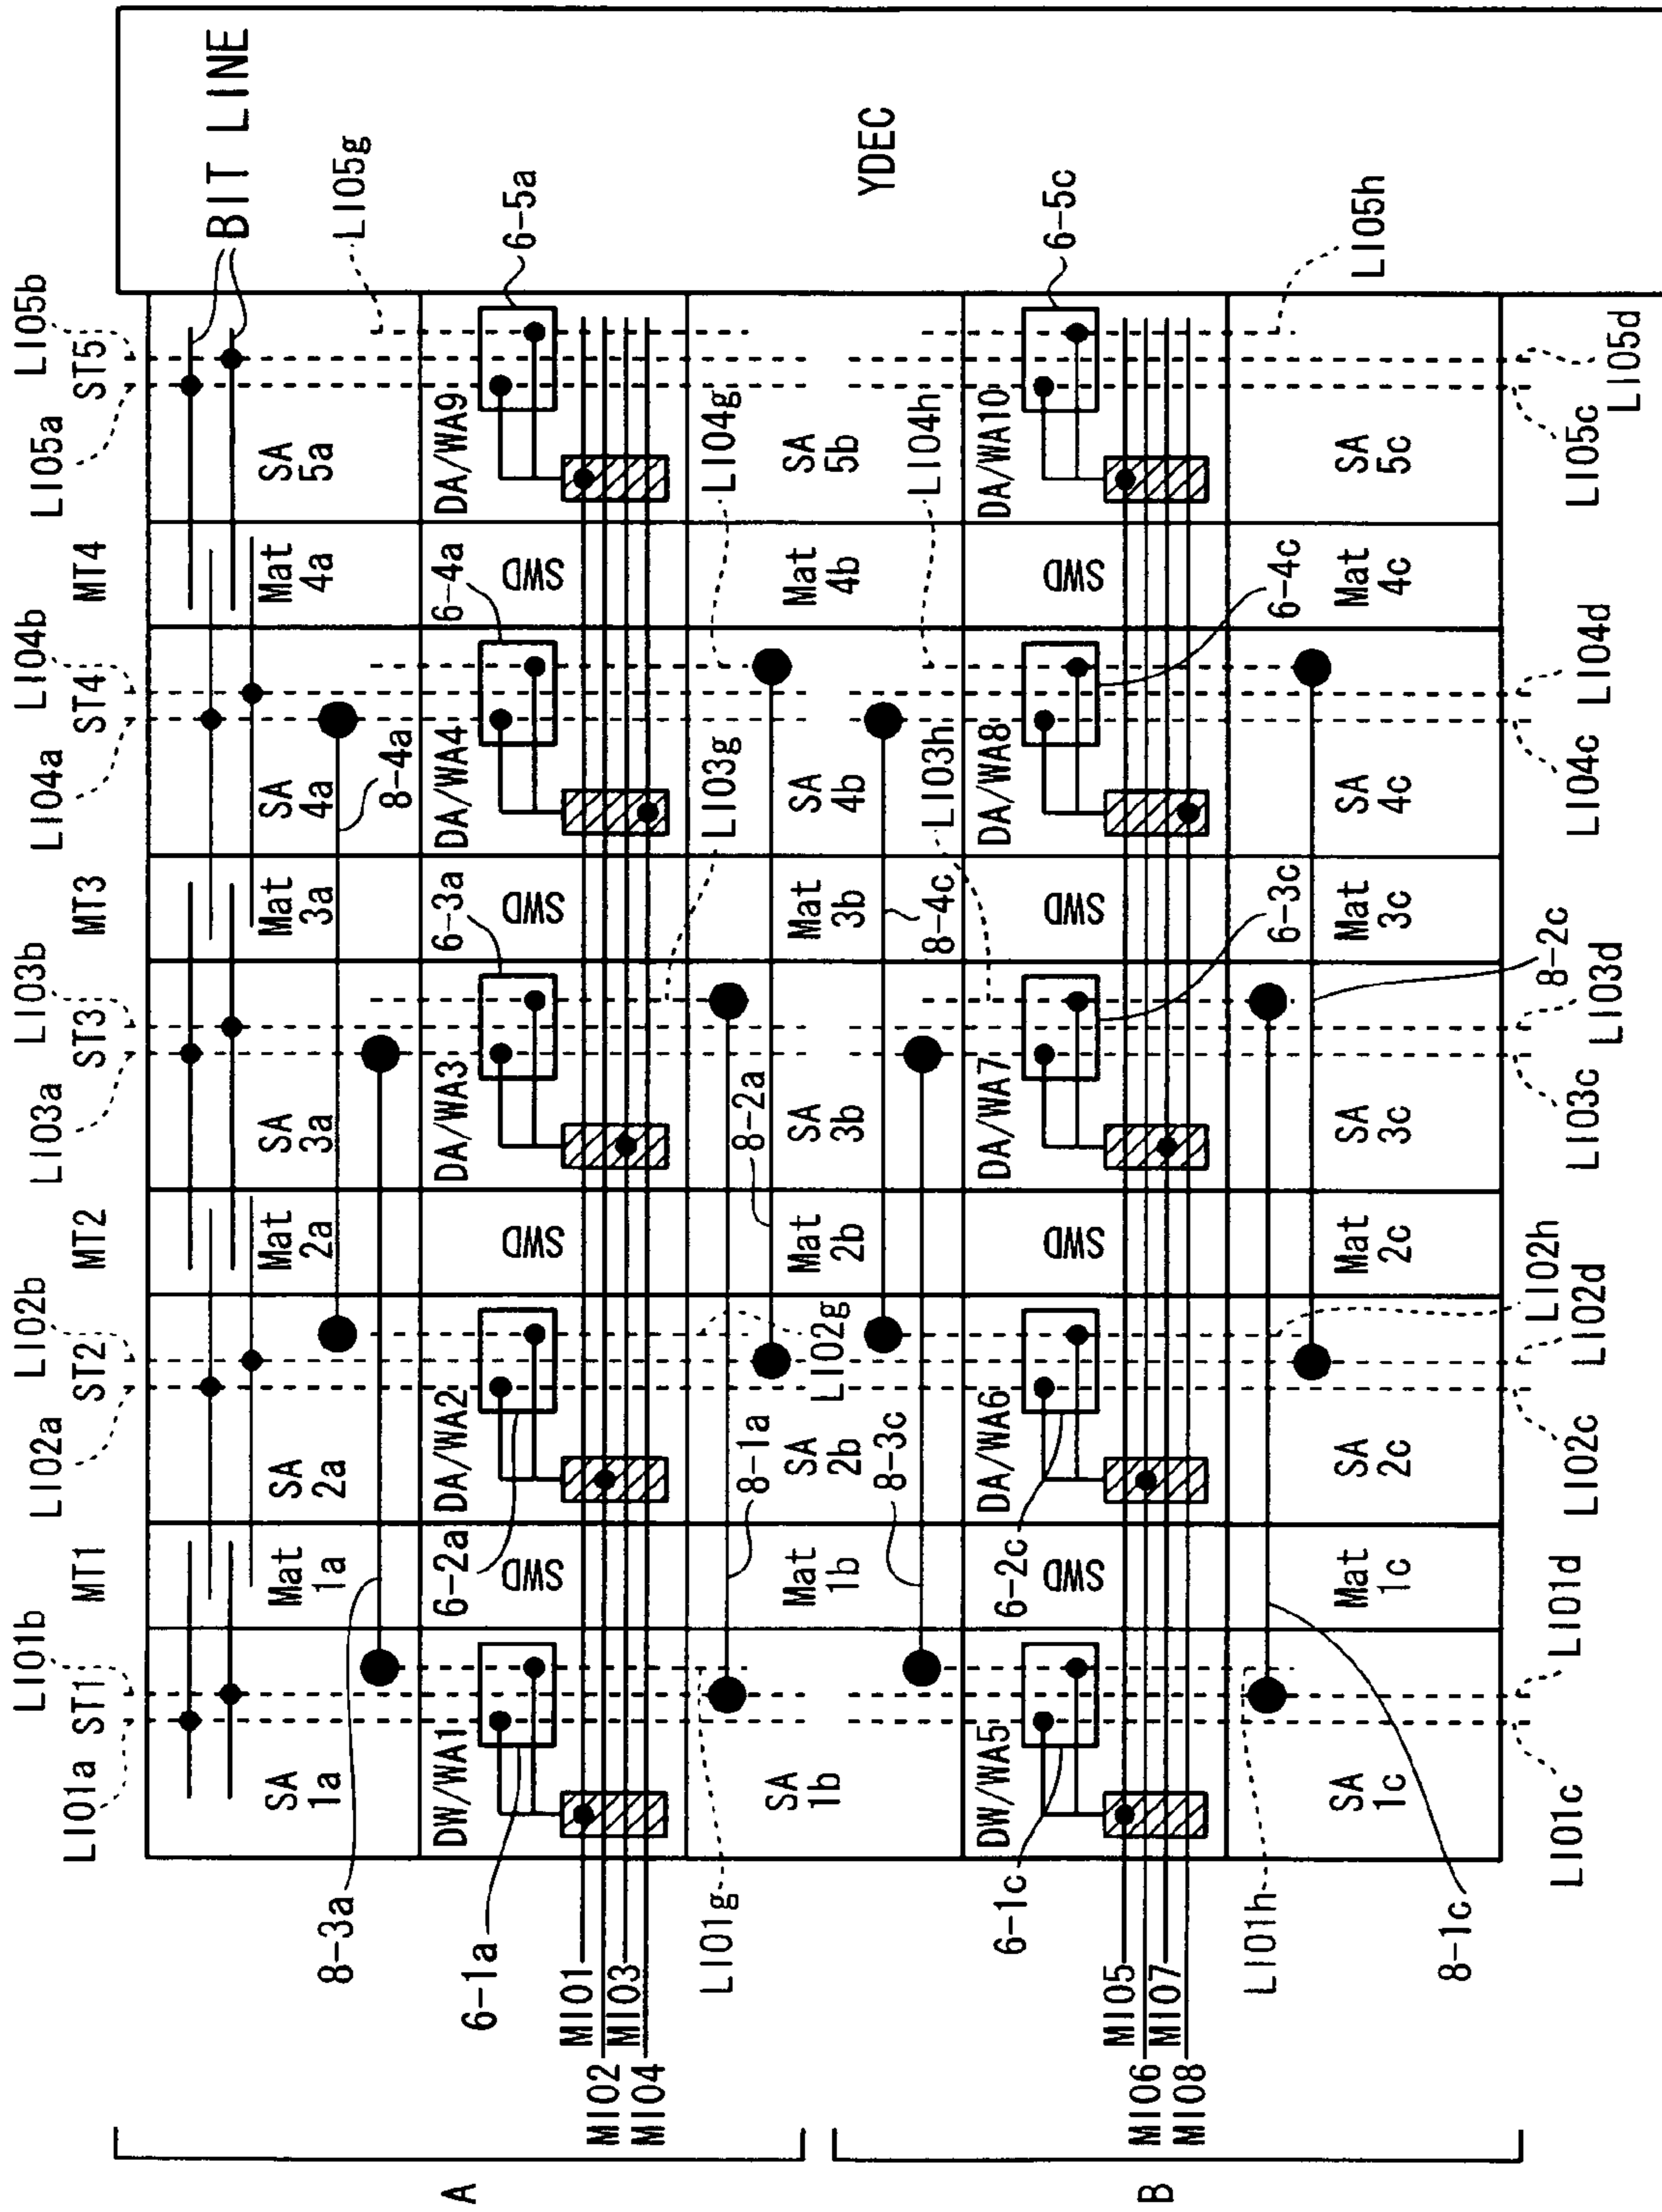 LIO1a
LIO1b
LIO2a
LIO2b
LIO3a
LIO3b
LIO4a
LIO4b
LIO5a
LIO5b
ST1
MT1
ST2
MT2
ST3
MT3
ST4
MT4
ST5
BIT LINE
A
SA
1a
Mat
1a
SA
2a
Mat
2a
SA
3a
Mat
3a
SA
4a
Mat
4a
SA
5a
8-3a
8-4a
LIO5g
DW/WA1
6-2a
DA/WA2
DA/WA3
6-3a
DA/WA4
6-4a
DA/WA9
6-5a
6-1a
SWD
SWD
SWD
SWD
MIO1
MIO2
MIO3
MIO4
LIO1g
8-1a
8-2a
LIO3g
LIO4g
SA
1b
Mat
1b
SA
2b
LIO2g
Mat
2b
SA
3b
Mat
3b
SA
4b
Mat
4b
SA
5b
YDEC
8-3c
8-4c
LIO3h
LIO4h
B
DW/WA5
6-2c
DA/WA6
DA/WA7
DA/WA8
DA/WA10
6-5c
6-1c
SWD
SWD
SWD
SWD
MIO5
MIO6
MIO7
MIO8
LIO1h
LIO2h
6-3c
6-4c
LIO5h
SA
1c
Mat
1c
SA
2c
Mat
2c
SA
3c
Mat
3c
SA
4c
Mat
4c
SA
5c
8-1c
8-2c
LIO1c
LIO1d
LIO2c
LIO2d
LIO3c
LIO3d
LIO4c
LIO4d
LIO5c
LIO5d